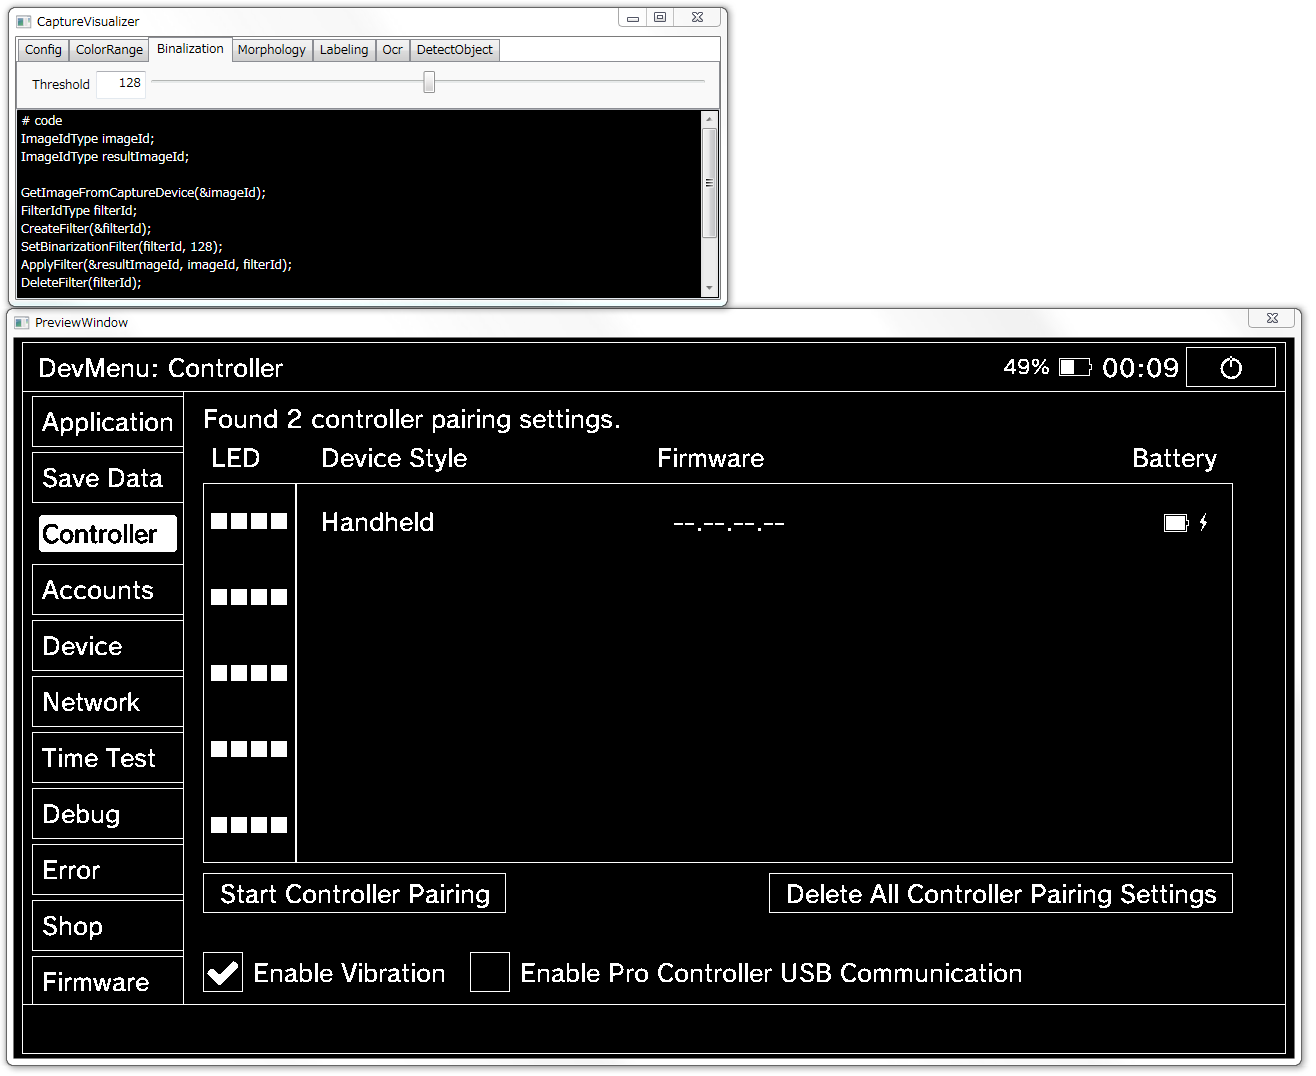 CaptureVisualizer
Config ColorRange Binalization Morphology Labeling Ocr DetectObject
Threshold 128
# code
ImageIdType imageId;
ImageIdType resultImageId;
GetImageFromCaptureDevice(&imageId);
FilterIdType filterId;
CreateFilter(&filterId);
SetBinarizationFilter(filterId, 128);
ApplyFilter(&resultImageId, imageId, filterId);
DeleteFilter(filterId);
PreviewWindow
DevMenu: Controller 49% 00:09
Application
Save Data
Controller
Accounts
Device
Network
Time Test
Debug
Error
Shop
Firmware
Found 2 controller pairing settings.
LED Device Style Firmware Battery
Handheld --.--.--.--
Start Controller Pairing Delete All Controller Pairing Settings
Enable Vibration Enable Pro Controller USB Communication